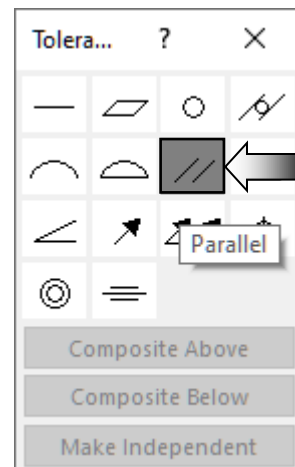 Tolera... ?
Parallel
Composite Above
Composite Below
Make Independent